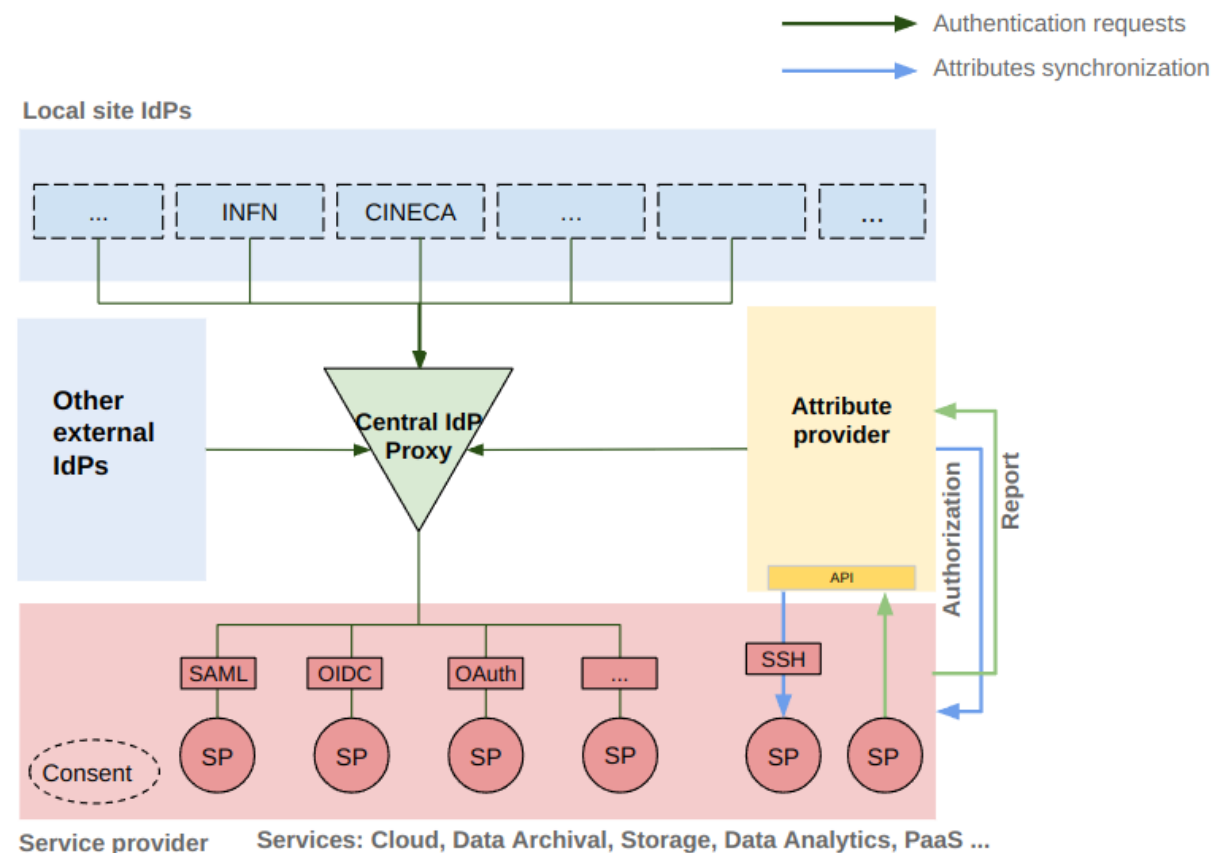 Authentication requests
Attributes synchronization
Local site IdPs
...
INFN
CINECA
...
...
Other
external
IdPs
Central IdP
Proxy
Attribute
provider
API
Authorization
Report
SAML
OIDC
OAuth
...
SSH
SP
SP
SP
SP
SP
SP
Consent
Service provider
Services: Cloud, Data Archival, Storage, Data Analytics, PaaS ...